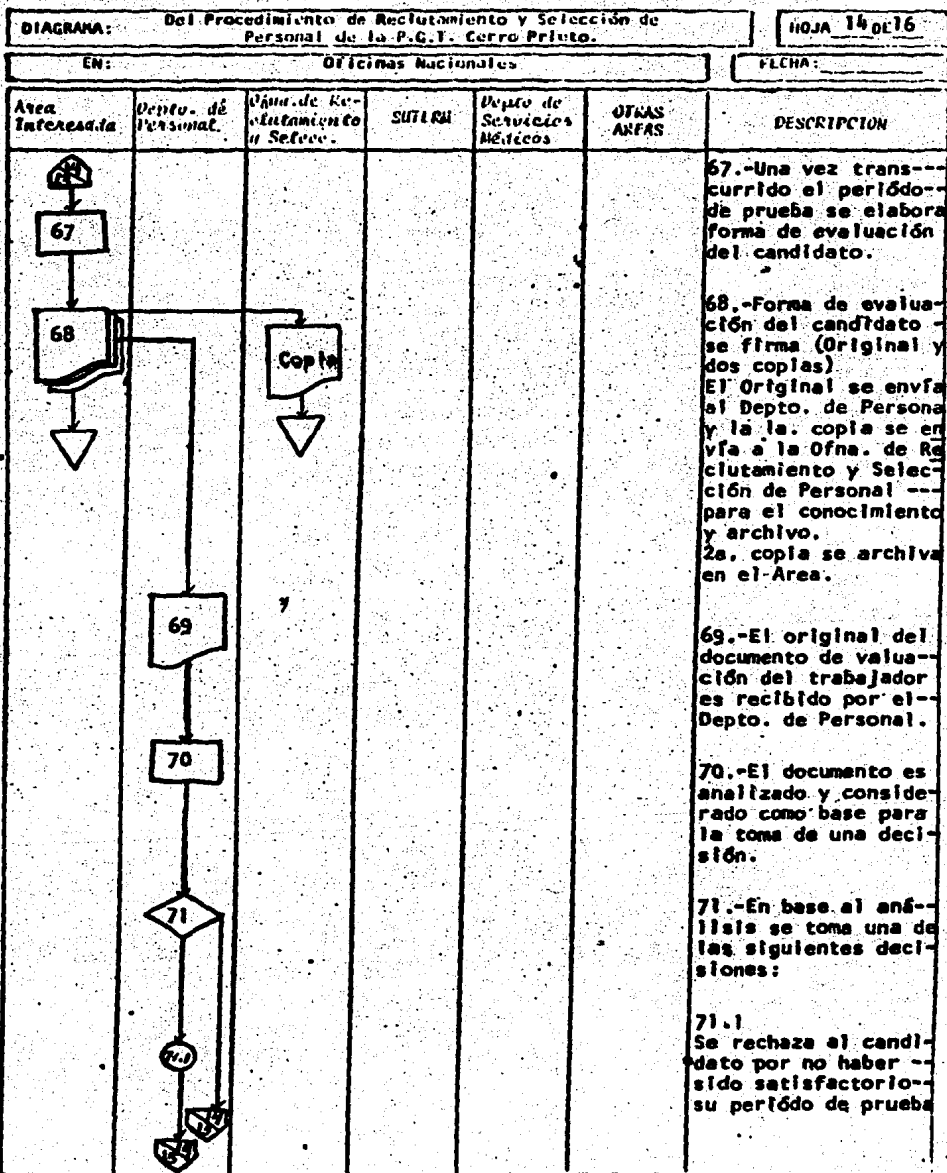 DIAGRAMA:
Del Procedimiento de Reclutamiento y Selección de
Personal de la P.G.T. Cerro Prieto.
HOJA 14 DE 16
EN:
Oficinas Nacionales
FECHA:
Area
Interesada
Depto. de
Personal.
Ofna. de Re-
clutamiento
y Selecc.
SUTERM
Depto de
Servicios
Médicos
OTRAS
AREAS
DESCRIPCION
67
68
Copia
69
70
71
71.1
67.-Una vez trans---
currido el período--
de prueba se elabora
forma de evaluación
del candidato.
68.-Forma de evalua-
ción del candidato -
se firma (Original y
dos copias)
El Original se envía
al Depto. de Persona
y la 1a. copia se en
vía a la Ofna. de Re
clutamiento y Selec-
ción de Personal ---
para el conocimiento
y archivo.
2a. copia se archiva
en el Area.
69.-El original del
documento de valua--
ción del trabajador
es recibido por el--
Depto. de Personal.
70.-El documento es
analizado y conside-
rado como base para
la toma de una deci-
sión.
71.-En base al aná--
lisis se toma una de
las siguientes deci-
siones:
71.1
Se rechaza al candi-
dato por no haber --
sido satisfactorio--
su período de prueba